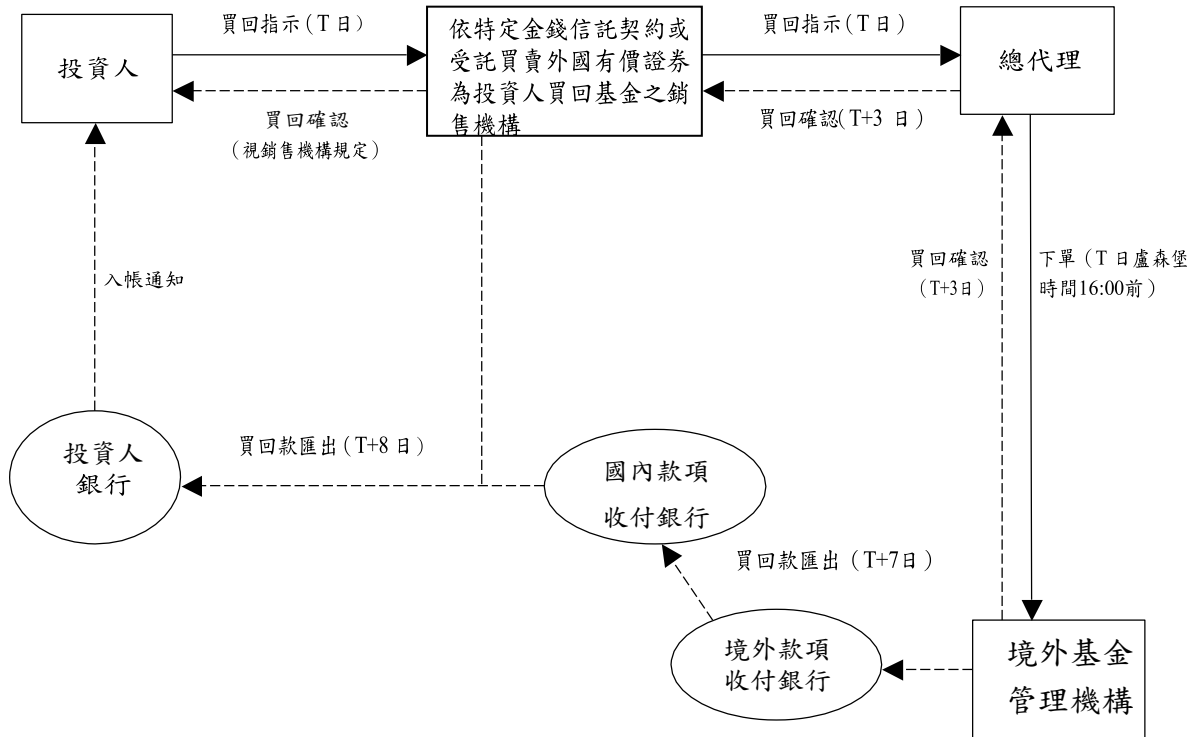 買回指示(T日)
投資人
依特定金錢信託契約或
受託買賣外國有價證券
為投資人買回基金之銷
售機構
買回指示(T日)
總代理
買回確認
(視銷售機構規定)
買回確認(T+3 日)
入帳通知
買回確認
(T+3日)
下單(T 日盧森堡
時間16:00前)
投資人
銀行
買回款匯出(T+8 日)
國內款項
收付銀行
買回款匯出(T+7日)
境外款項
收付銀行
境外基金
管理機構